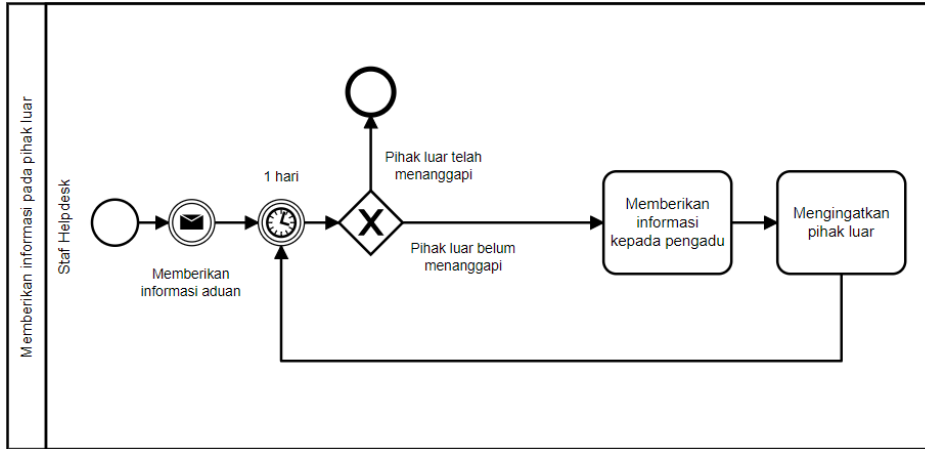 Memberikan informasi pada pihak luar
Staf Helpdesk
Memberikan
informasi aduan
1 hari
Pihak luar telah
menanggapi
Pihak luar belum
menanggapi
Memberikan
informasi
kepada pengadu
Mengingatkan
pihak luar